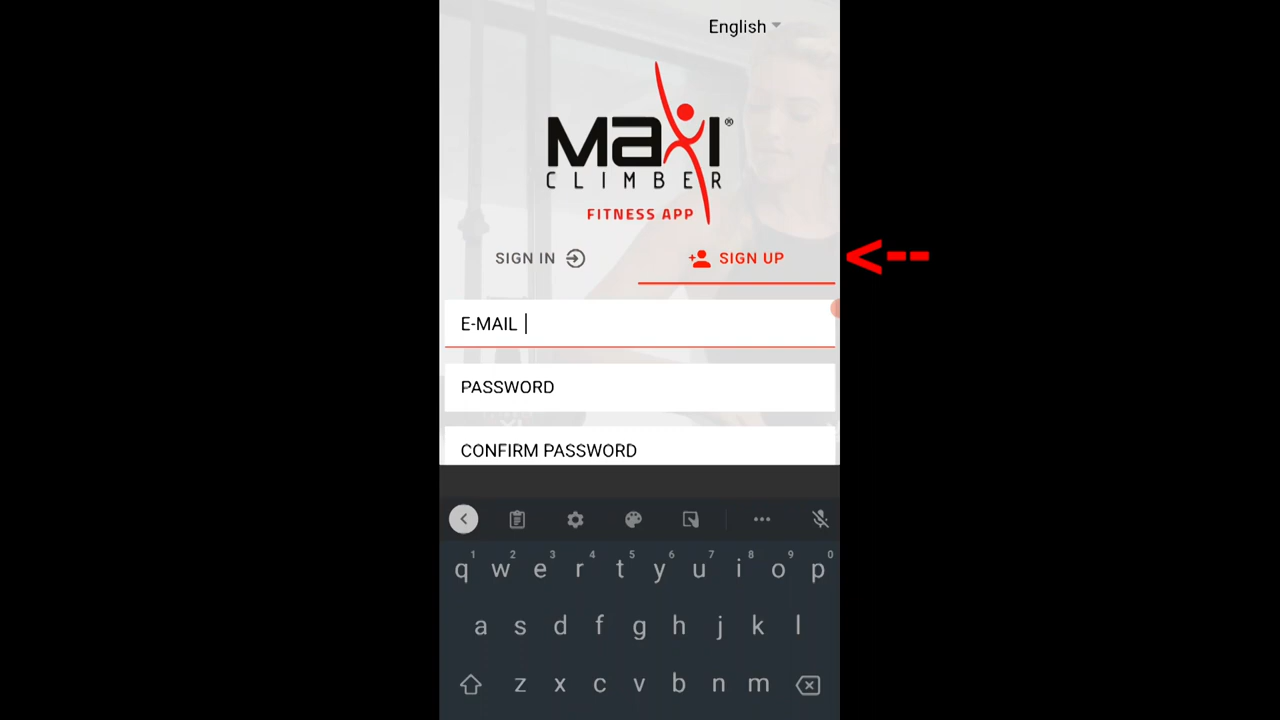 English
MAXI®
CLIMBER
FITNESS APP
SIGN IN
SIGN UP
<--
E-MAIL
PASSWORD
CONFIRM PASSWORD
1 2 3 4 5 6 7 8 9 0
q w e r t y u i o p
a s d f g h j k l
z x c v b n m